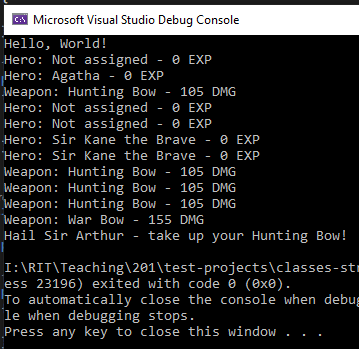 Microsoft Visual Studio Debug Console
Hello, World!
Hero: Not assigned - 0 EXP
Hero: Agatha - 0 EXP
Weapon: Hunting Bow - 105 DMG
Hero: Not assigned - 0 EXP
Hero: Not assigned - 0 EXP
Hero: Sir Kane the Brave - 0 EXP
Hero: Sir Kane the Brave - 0 EXP
Weapon: Hunting Bow - 105 DMG
Weapon: Hunting Bow - 105 DMG
Weapon: Hunting Bow - 105 DMG
Weapon: War Bow - 155 DMG
Hail Sir Arthur - take up your Hunting Bow!
I:\RIT\Teaching\201\test-projects\classes-str
ess 23196) exited with code 0 (0x0).
To automatically close the console when debug
le when debugging stops.
Press any key to close this window . . .